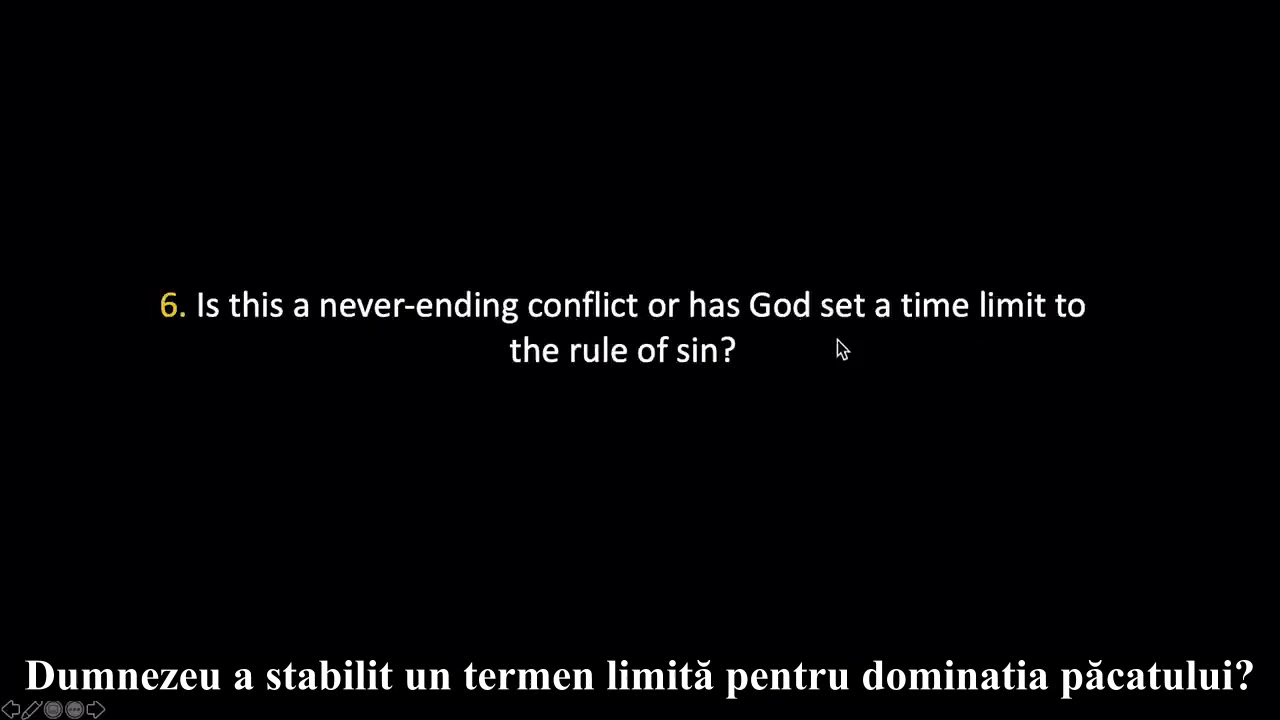 6. Is this a never-ending conflict or has God set a time limit to
the rule of sin?
Dumnezeu a stabilit un termen limită pentru dominatia păcatului?